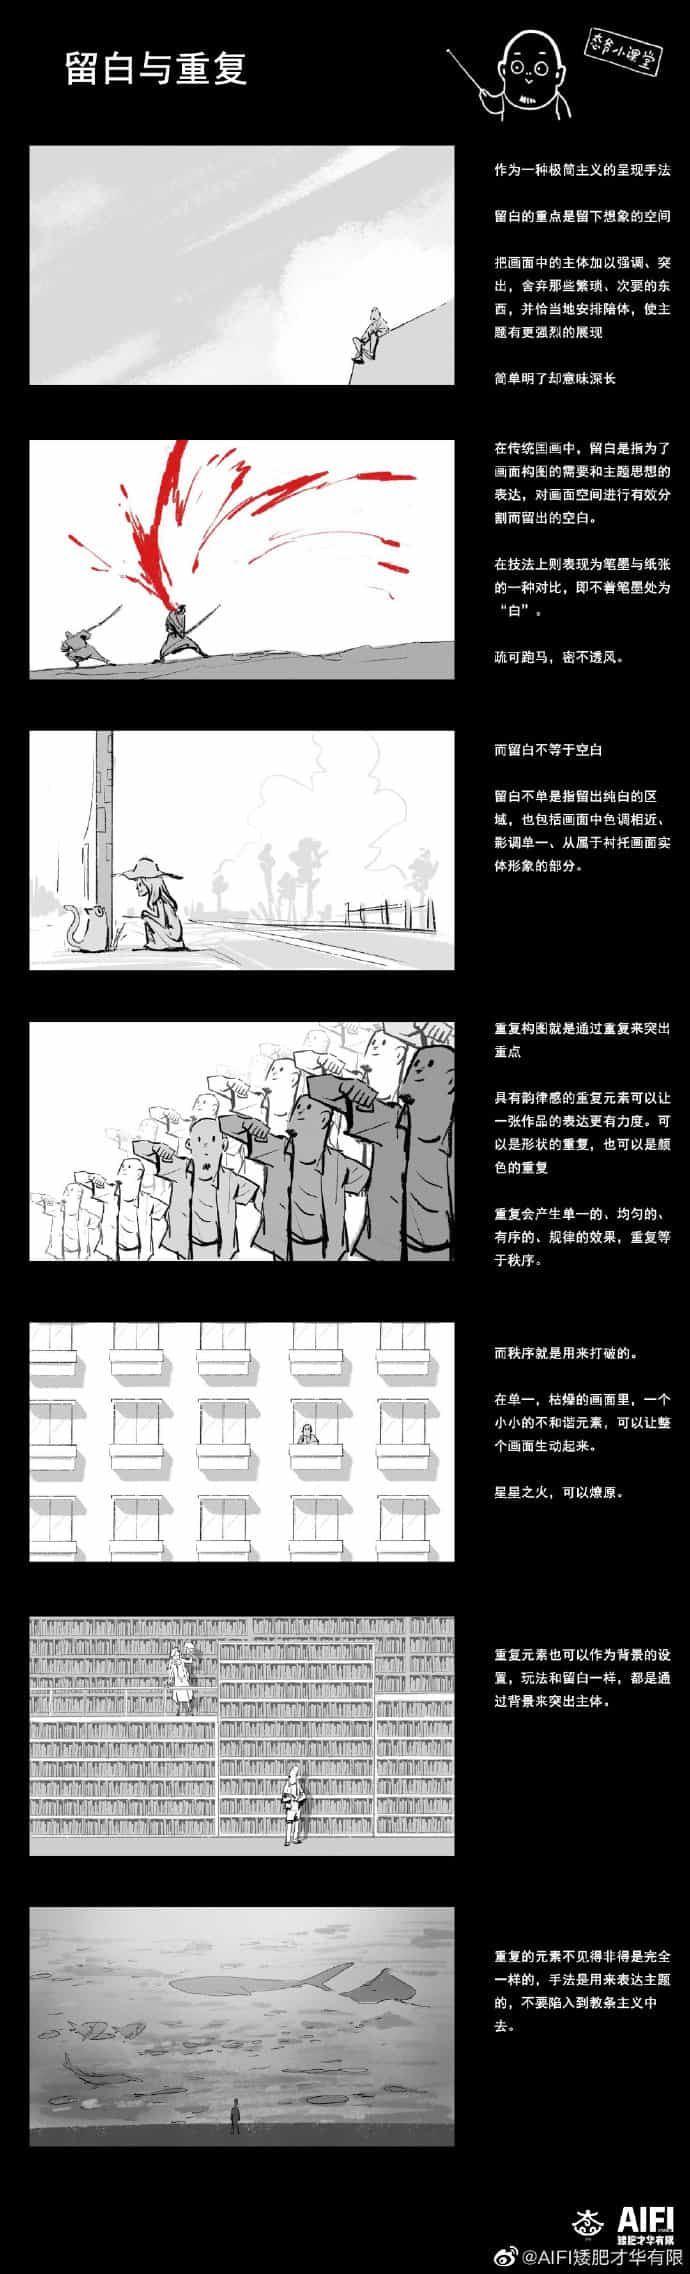 留白与重复
态爷小课堂
作为一种极简主义的呈现手法
留白的重点是留下想象的空间
把画面中的主体加以强调、突
出，舍弃那些繁琐、次要的东
西，并恰当地安排陪体，使主
题有更强烈的展现
简单明了却意味深长
在传统国画中，留白是指为了
画面构图的需要和主题思想的
表达，对画面空间进行有效分
割而留出的空白。
在技法上则表现为笔墨与纸张
的一种对比，即不着笔墨处为
“白”。
疏可跑马，密不透风。
而留白不等于空白
留白不单是指留出纯白的区
域，也包括画面中色调相近、
影调单一、从属于衬托画面实
体形象的部分。
重复构图就是通过重复来突出
重点
具有韵律感的重复元素可以让
一张作品的表达更有力度。可
以是形状的重复，也可以是颜
色的重复
重复会产生单一的、均匀的、
有序的、规律的效果，重复等
于秩序。
而秩序就是用来打破的。
在单一，枯燥的画面里，一个
小小的不和谐元素，可以让整
个画面生动起来。
星星之火，可以燎原。
重复元素也可以作为背景的设
置，玩法和留白一样，都是通
过背景来突出主体。
重复的元素不见得非得是完全
一样的，手法是用来表达主题
的，不要陷入到教条主义中
去。
AIFI
矮肥才华有限
@AIFI矮肥才华有限